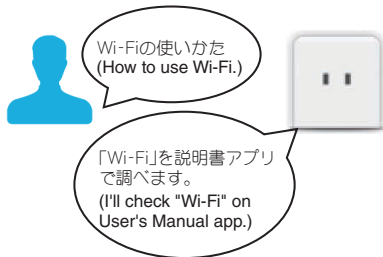 Wi-Fiの使いかた
(How to use Wi-Fi.)
「Wi-Fi」を説明書アプリ
で調べます。
(I'll check "Wi-Fi" on
User's Manual app.)